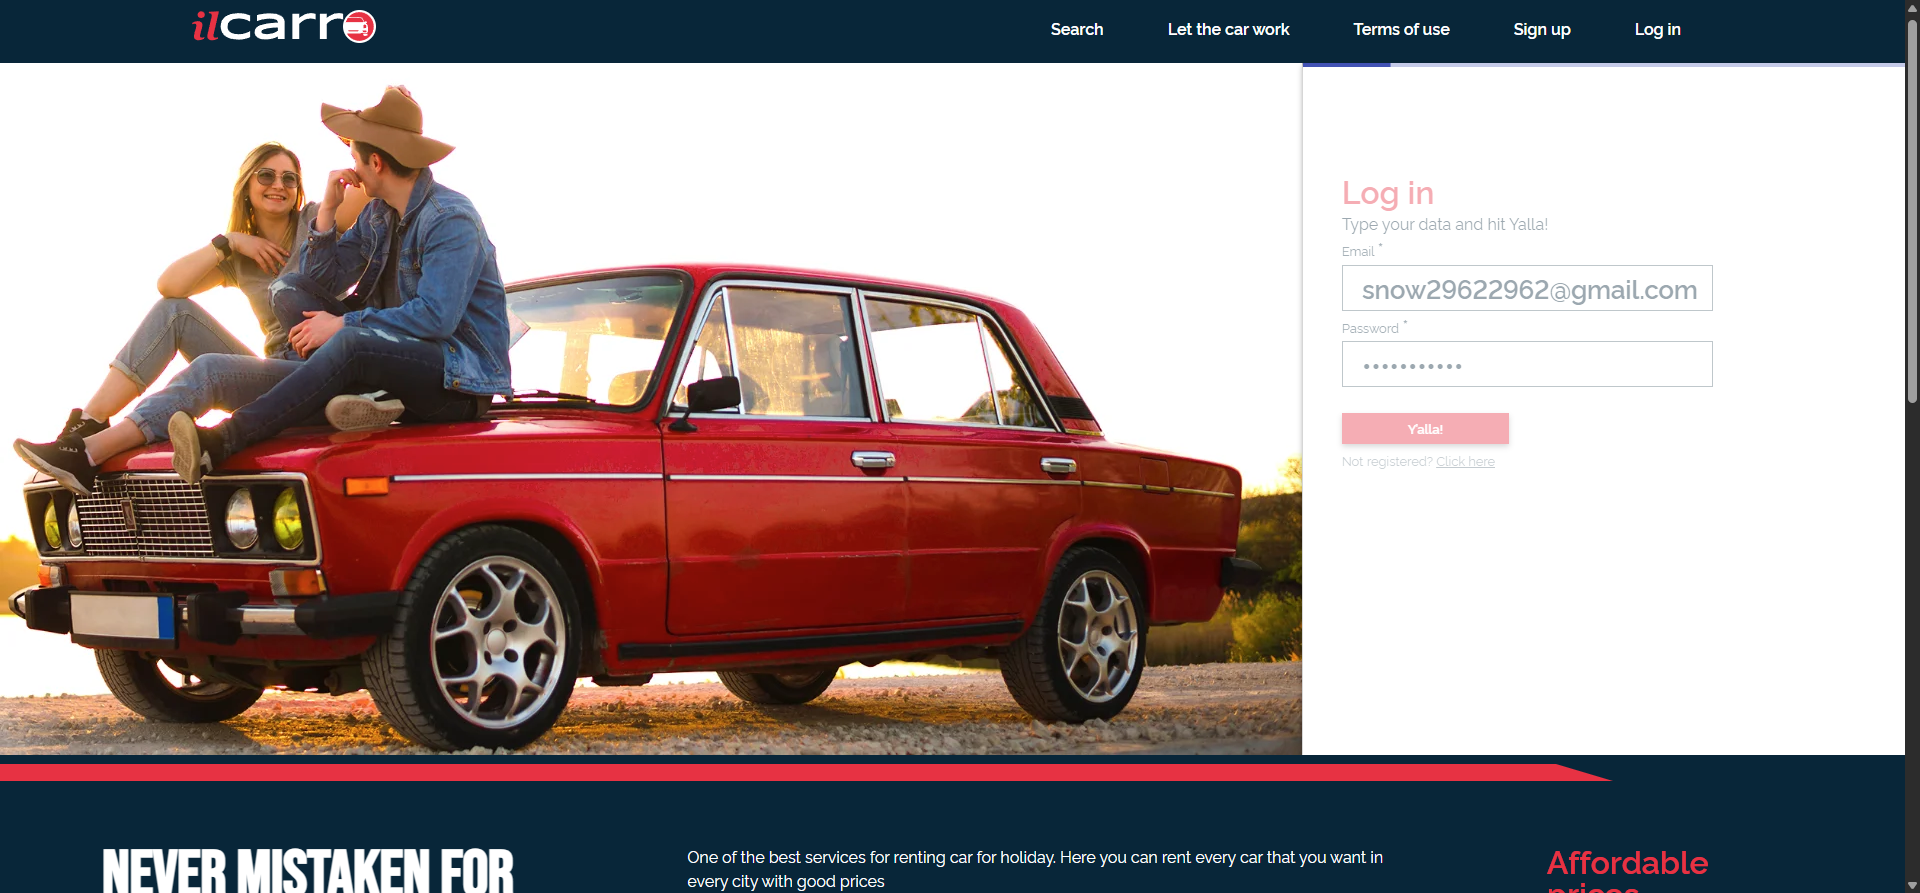 ilcarro
Search
Let the car work
Terms of use
Sign up
Log in
Log in
Type your data and hit Yalla!
Email *
snow29622962@gmail.com
Password *
•••••••••••
Y'alla!
Not registered? Click here
NEVER MISTAKEN FOR
One of the best services for renting car for holiday. Here you can rent every car that you want in
every city with good prices
Affordable
prices